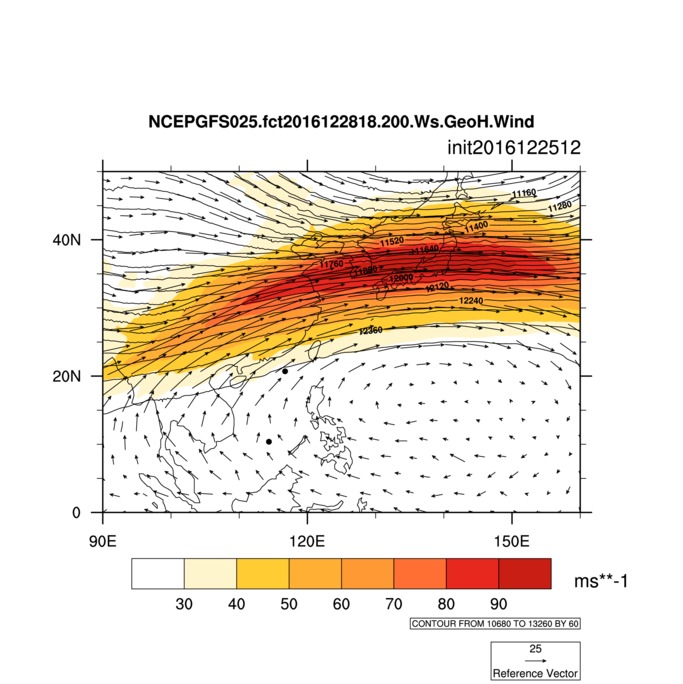 NCEPGFS025.fct2016122818.200.Ws.GeoH.Wind
init2016122512
11160
11280
11400
11520
11640
11760
11880
12000
12120
12240
12360
40N
20N
0
90E 120E 150E
30 40 50 60 70 80 90
ms**-1
CONTOUR FROM 10680 TO 13260 BY 60
25
Reference Vector